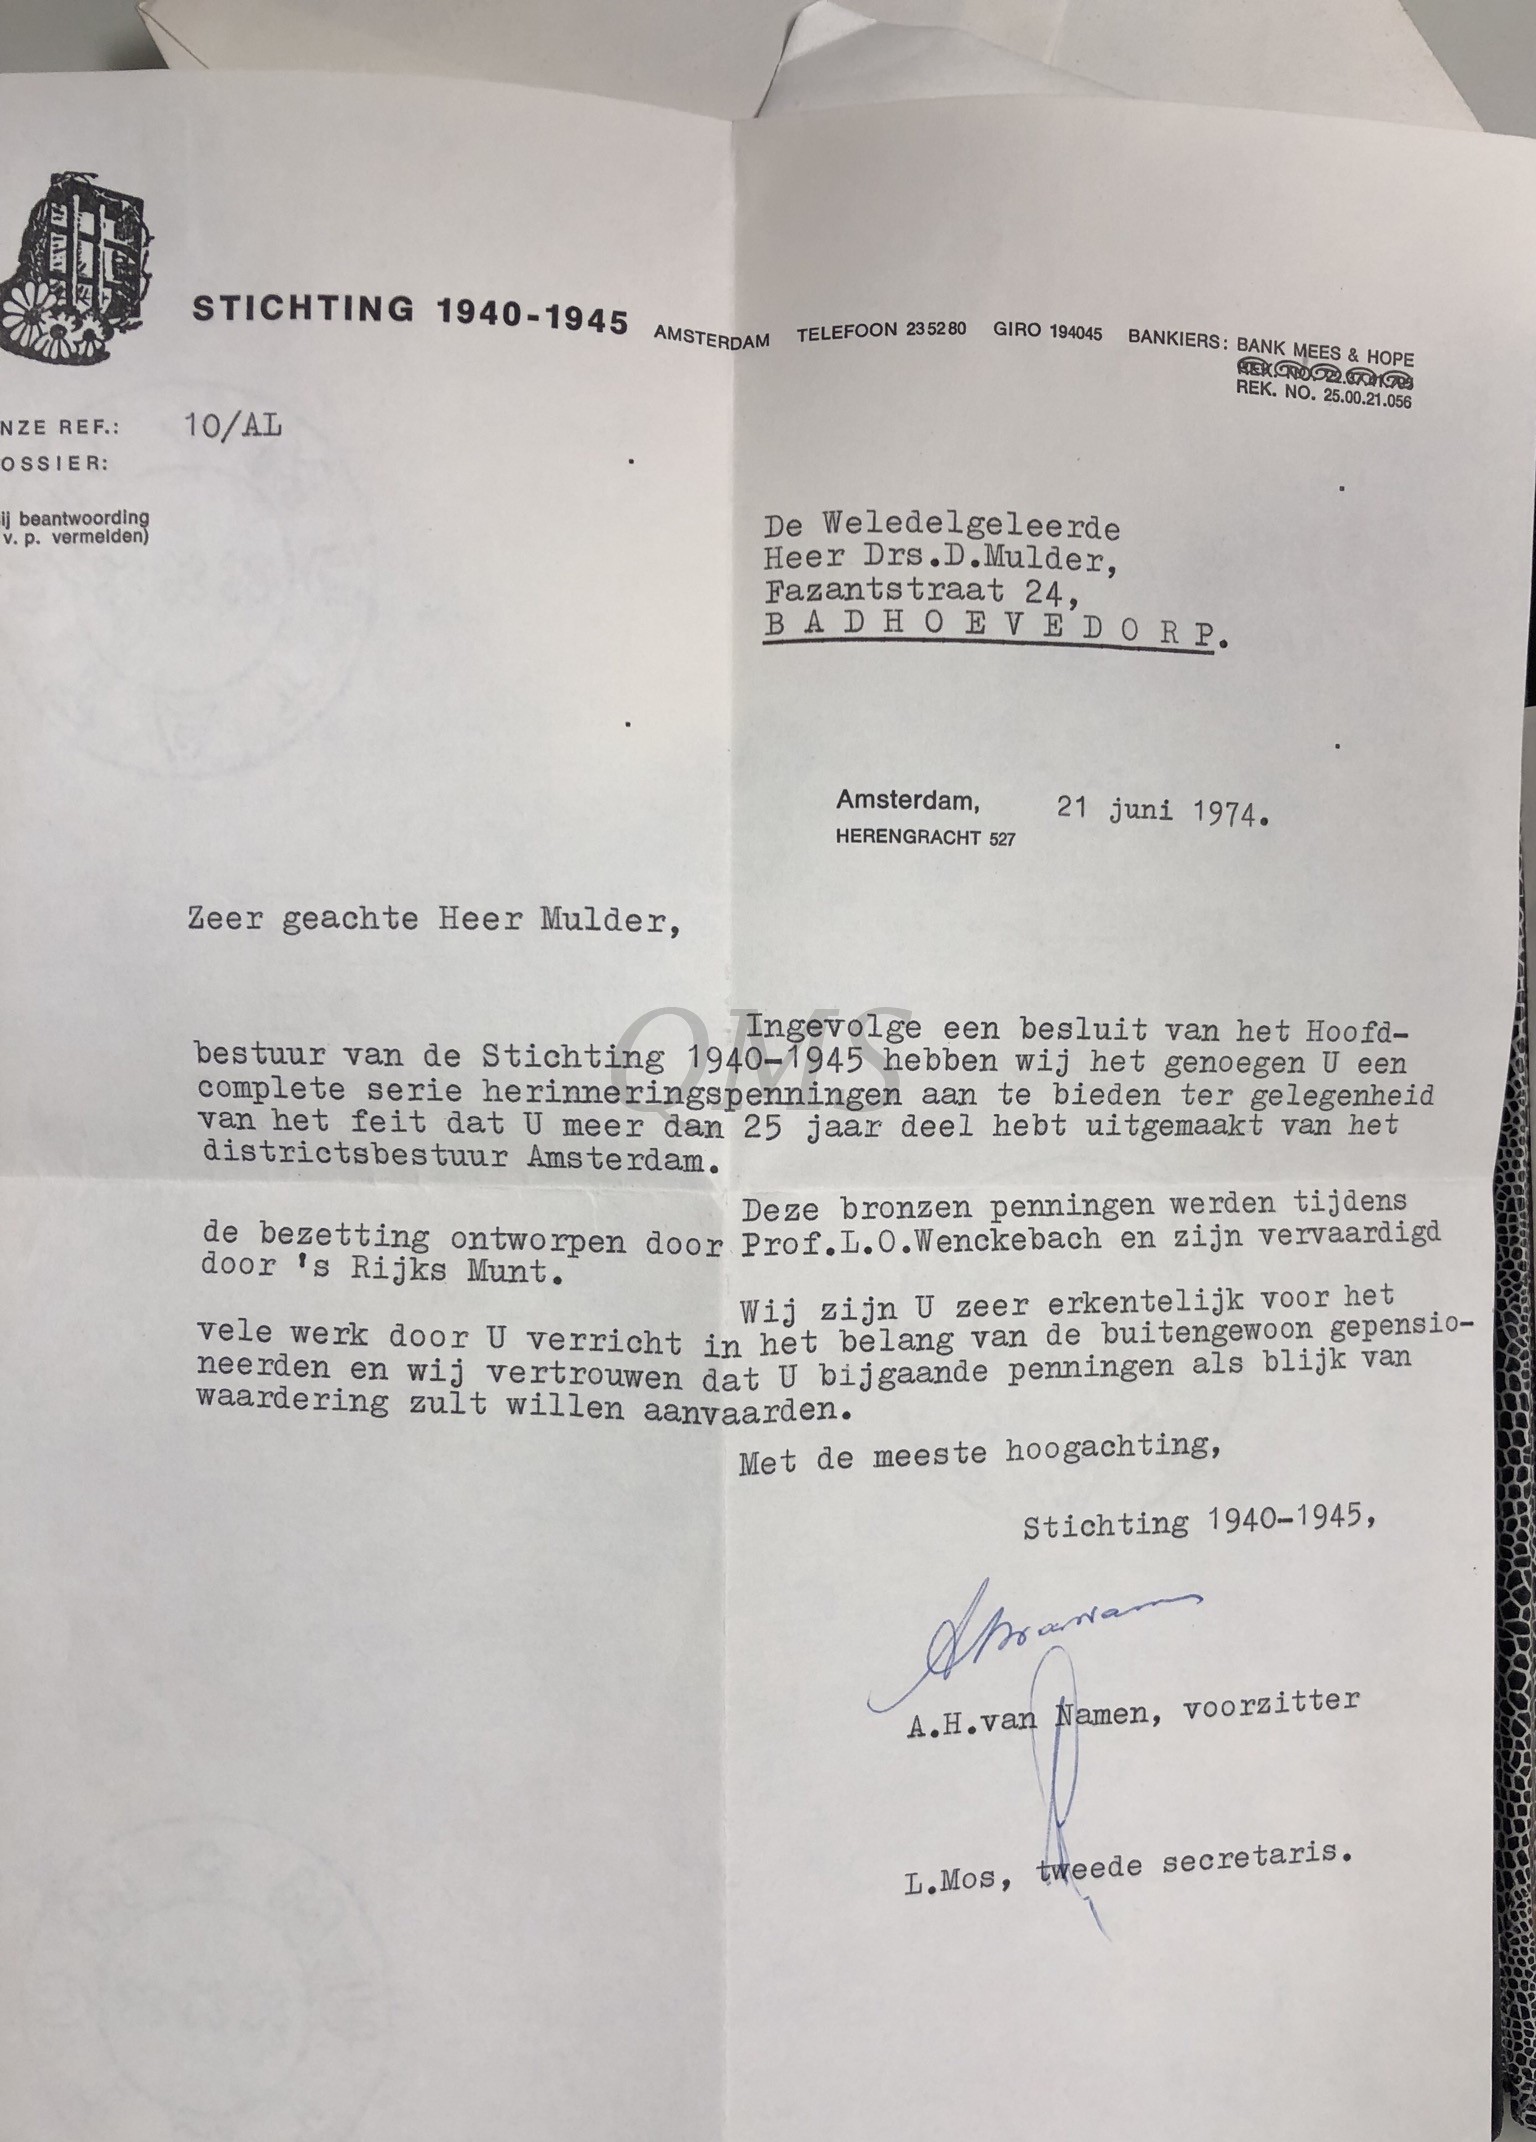 STICHTING 1940-1945 AMSTERDAM TELEFOON 235280 GIRO 194045 BANKIERS: BANK MEES & HOPE
REK. NO. 25.00.21.056
NZE REF.: 10/AL
OSSIER:
ij beantwoording
v. p. vermelden)
De Weledelgeleerde
Heer Drs.D.Mulder,
Fazantstraat 24,
BADHOEVEDORP.
Amsterdam, 21 juni 1974.
HERENGRACHT 527
Zeer geachte Heer Mulder,
QMS
Ingevolge een besluit van het Hoofd-
bestuur van de Stichting 1940-1945 hebben wij het genoegen U een
complete serie herinneringspenningen aan te bieden ter gelegenheid
van het feit dat U meer dan 25 jaar deel hebt uitgemaakt van het
districtsbestuur Amsterdam.
Deze bronzen penningen werden tijdens
de bezetting ontworpen door Prof.L.O.Wenckebach en zijn vervaardigd
door 's Rijks Munt.
Wij zijn U zeer erkentelijk voor het
vele werk door U verricht in het belang van de buitengewoon gepensio-
neerden en wij vertrouwen dat U bijgaande penningen als blijk van
waardering zult willen aanvaarden.
Met de meeste hoogachting,
Stichting 1940-1945,
A.H.van Namen, voorzitter
L.Mos, tweede secretaris.